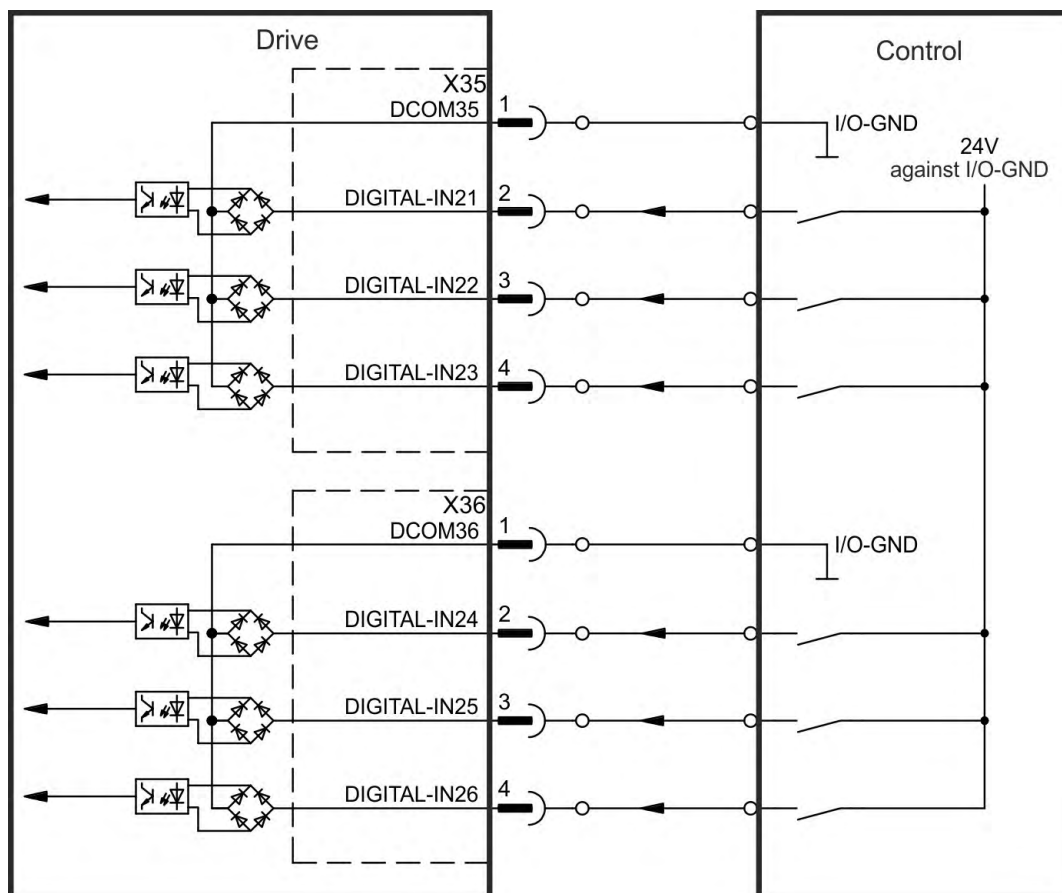 Drive
Control
X35
DCOM35
1
I/O-GND
24V
against I/O-GND
DIGITAL-IN21
2
DIGITAL-IN22
3
DIGITAL-IN23
4
X36
DCOM36
1
I/O-GND
DIGITAL-IN24
2
DIGITAL-IN25
3
DIGITAL-IN26
4